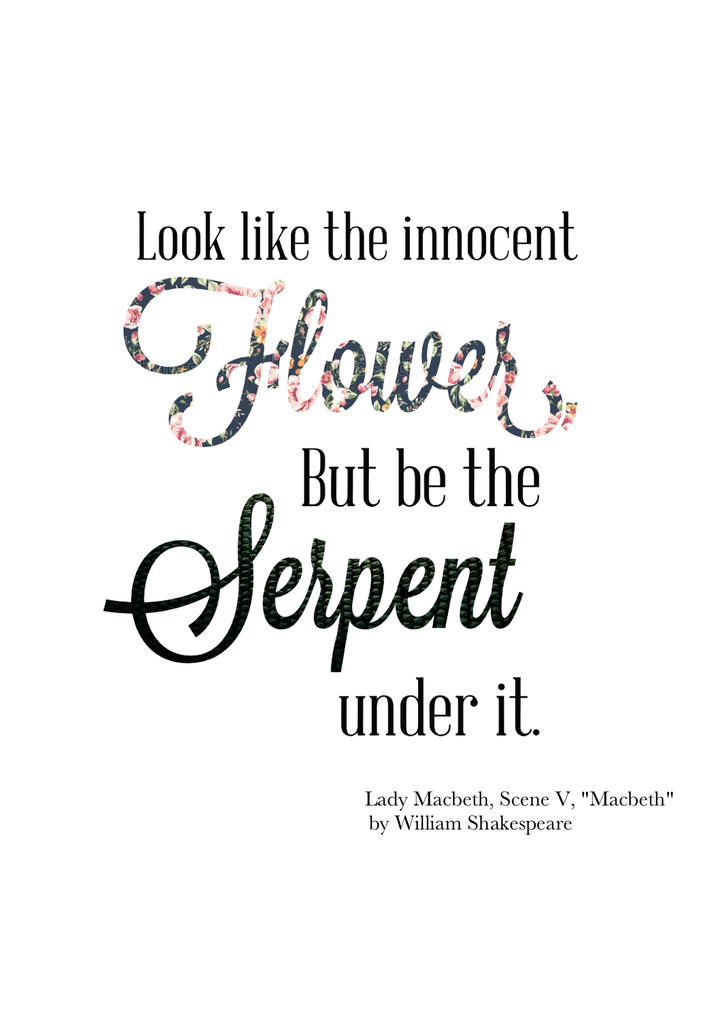 Look like the innocent
Flower,
But be the
Serpent
under it.
Lady Macbeth, Scene V, "Macbeth"
by William Shakespeare